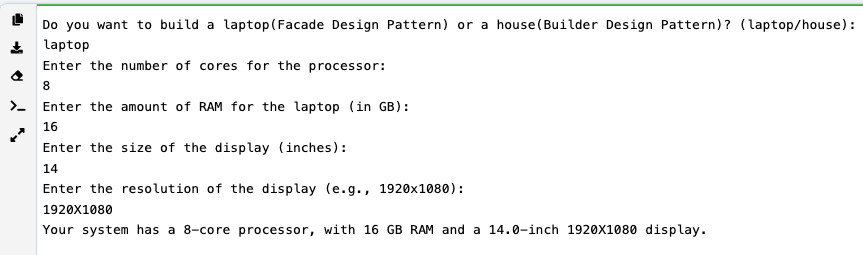 Do you want to build a laptop(Facade Design Pattern) or a house(Builder Design Pattern)? (laptop/house):
laptop
Enter the number of cores for the processor:
8
Enter the amount of RAM for the laptop (in GB):
16
Enter the size of the display (inches):
14
Enter the resolution of the display (e.g., 1920x1080):
1920X1080
Your system has a 8-core processor, with 16 GB RAM and a 14.0-inch 1920X1080 display.